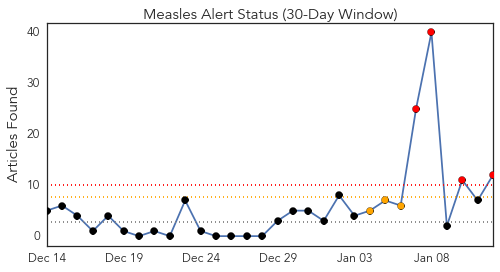 Measles Alert Status (30-Day Window)
Articles Found
40
30
20
10
0
Dec 14 Dec 19 Dec 24 Dec 29 Jan 03 Jan 08